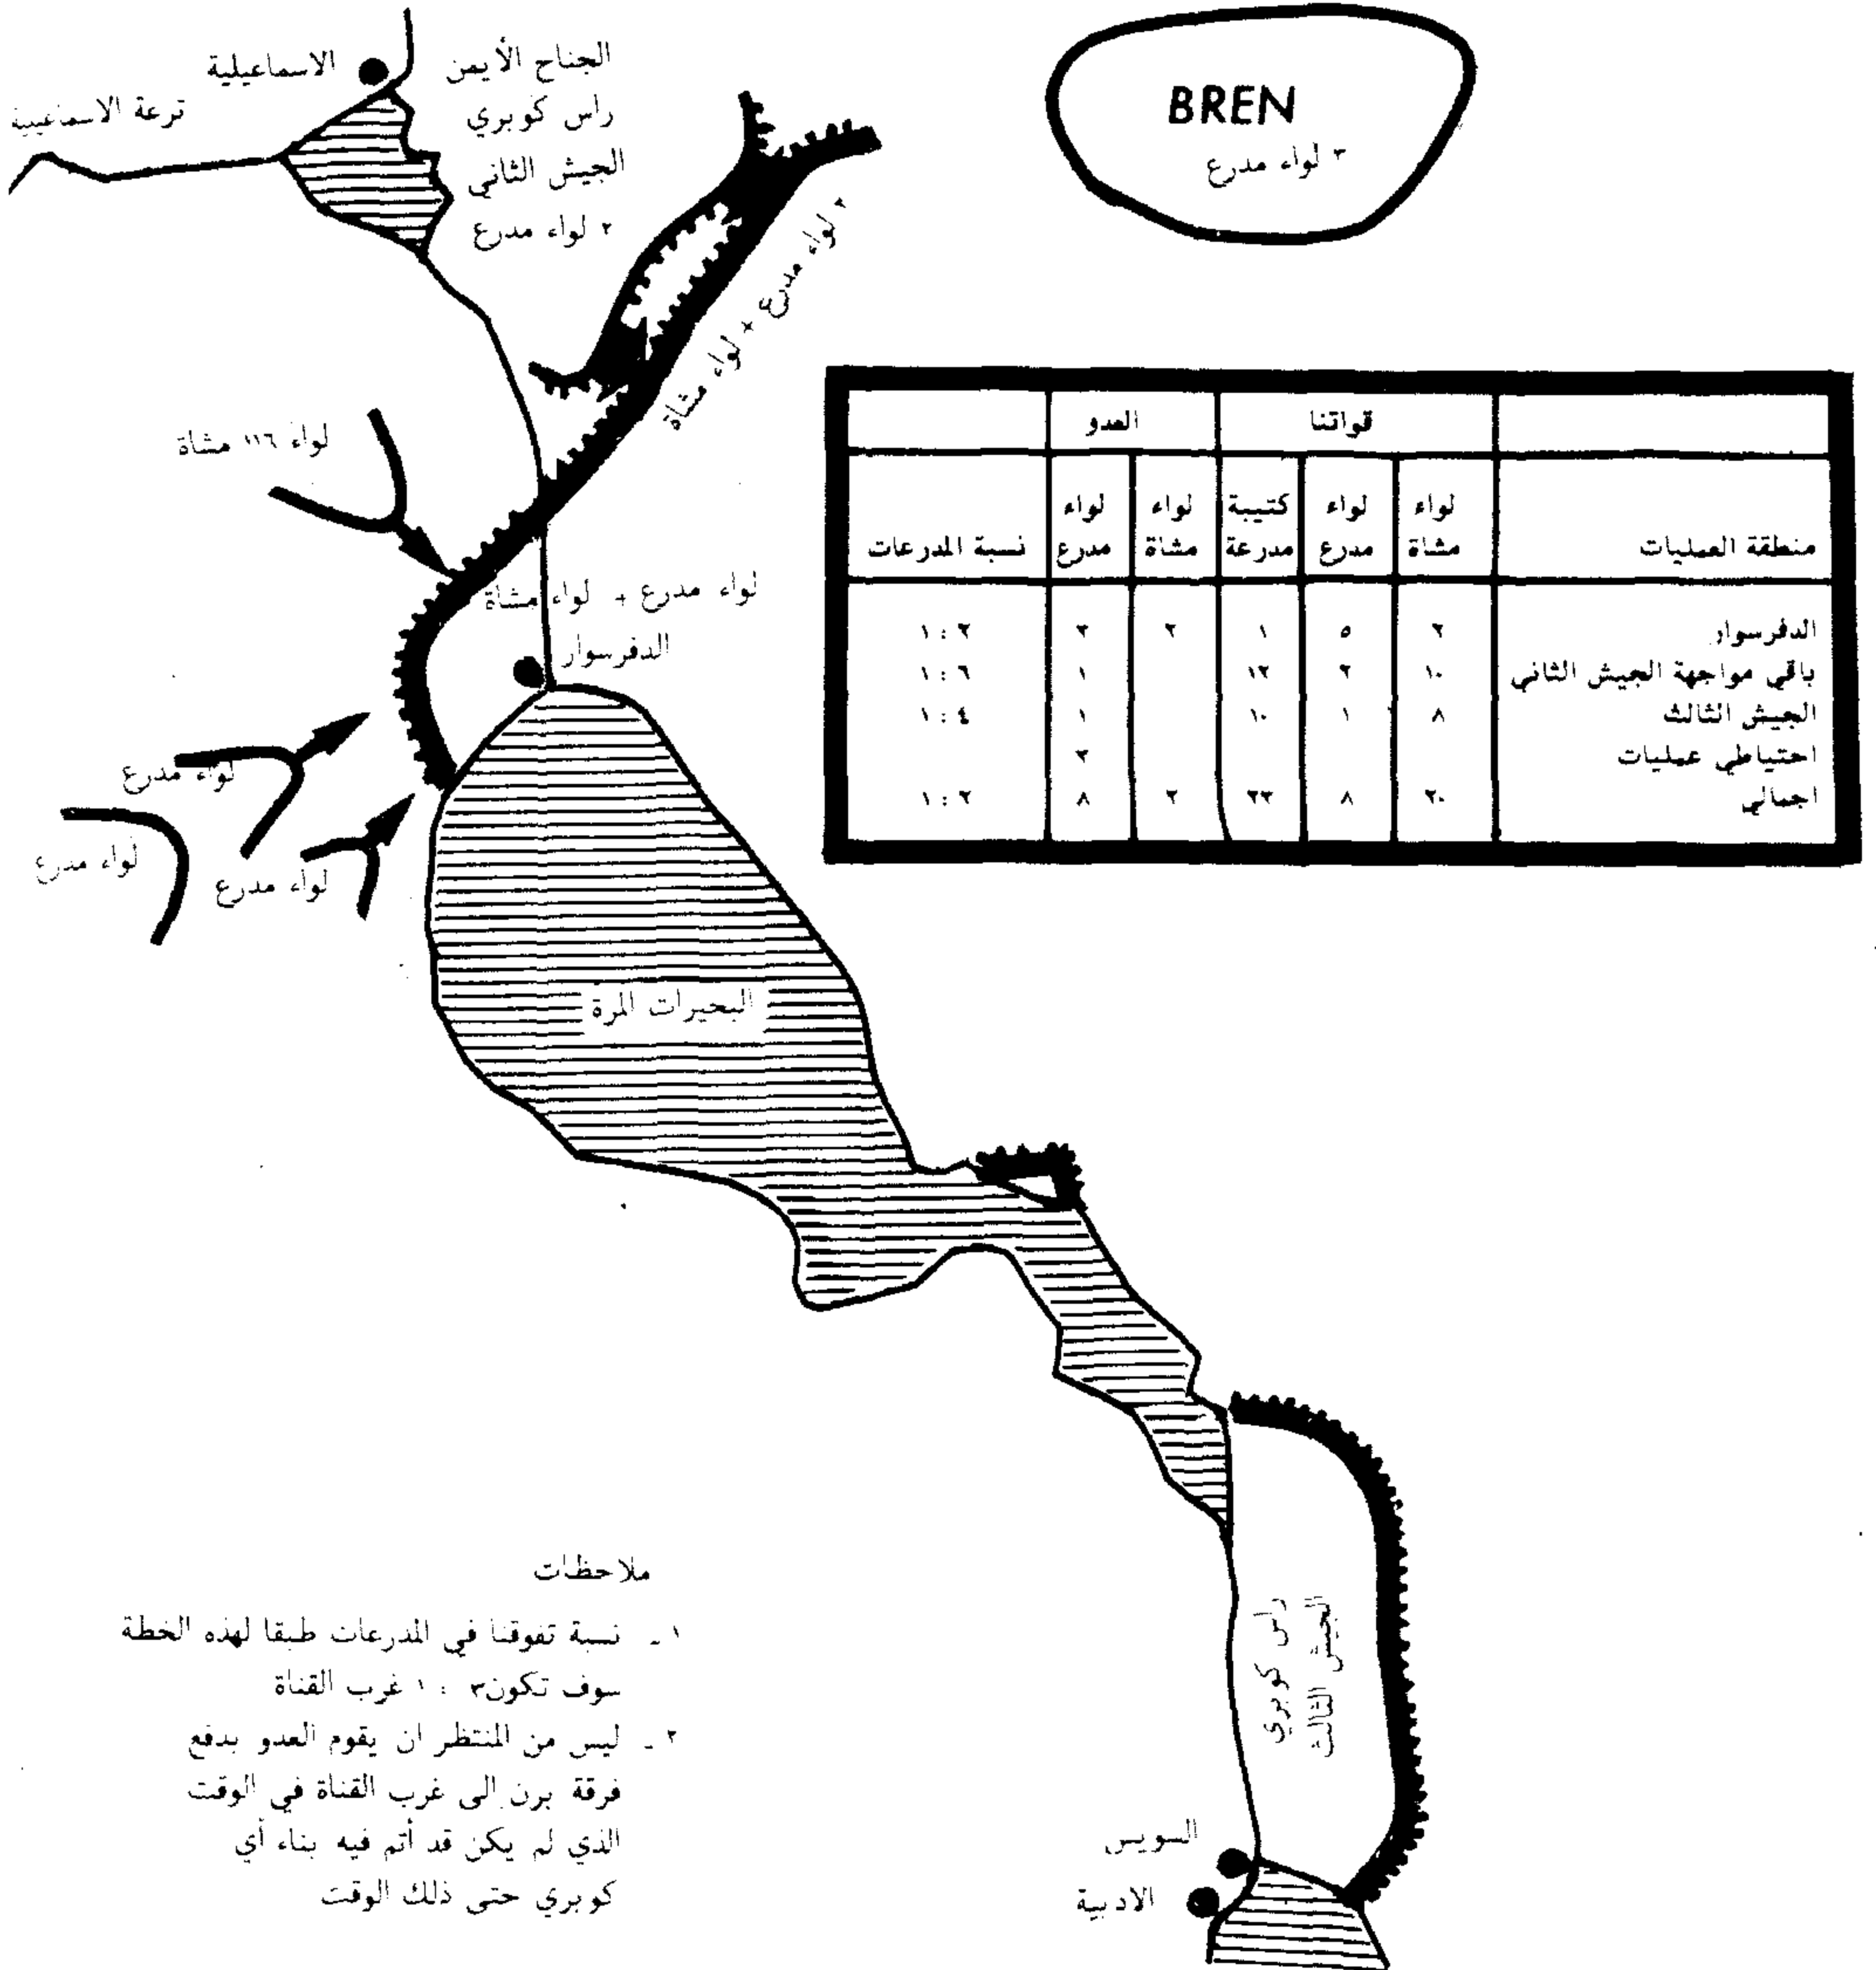 الاسماعيلية
ترعة الاسماعيلية
الجناح الأيمن
راس كوبري
الجيش الثاني
٢ لواء مدرع
BREN
٣ لواء مدرع
٢ لواء مدرع + لواء مشاة
لواء ١١٦ مشاة
لواء مدرع + لواء مشاة
الدفرسوار
لواء مدرع
لواء مدرع
لواء مدرع
قواتنا العدو
منطقة العمليات لواء مشاة لواء مدرع كتيبة مدرعة لواء مشاة لواء مدرع نسبة المدرعات
الدفرسوار ٢ ٥ ١ ٢ ٣ ١ : ٢
باقي مواجهة الجيش الثاني ١٠ ٢ ١٢ ١ ١ : ٦
الجيش الثالث ٨ ١ ١٠ ١ ١ : ٤
احتياطي عمليات ٣
اجمالي ٢٠ ٨ ٢٣ ٢ ٨ ١ : ٢
البحيرات المرة
راس كوبري
الجيش الثالث
السويس
الادبية
ملاحظات
١ - نسبة تفوقنا في المدرعات طبقا لهذه الخطة
سوف تكون ٣ : ١ غرب القناة
٢ - ليس من المنتظر ان يقوم العدو بدفع
فرقة برن الى غرب القناة في الوقت
الذي لم يكن قد أتم فيه بناء أي
كوبري حتى ذلك الوقت